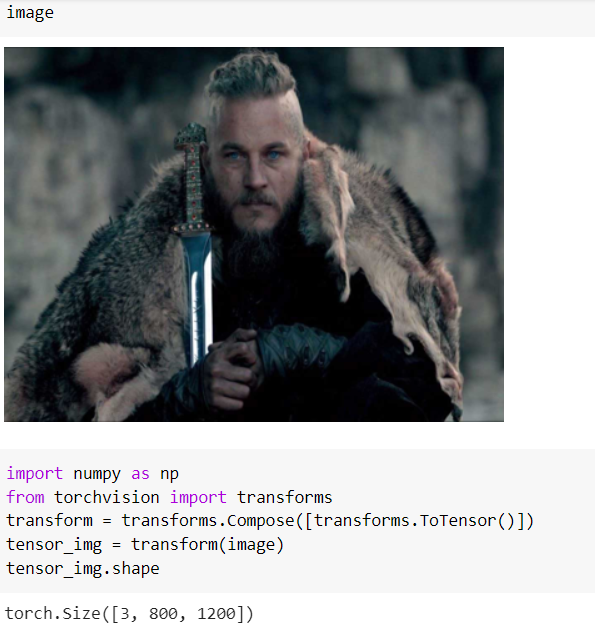 image
import numpy as np
from torchvision import transforms
transform = transforms.Compose([transforms.ToTensor()])
tensor_img = transform(image)
tensor_img.shape
torch.Size([3, 800, 1200])